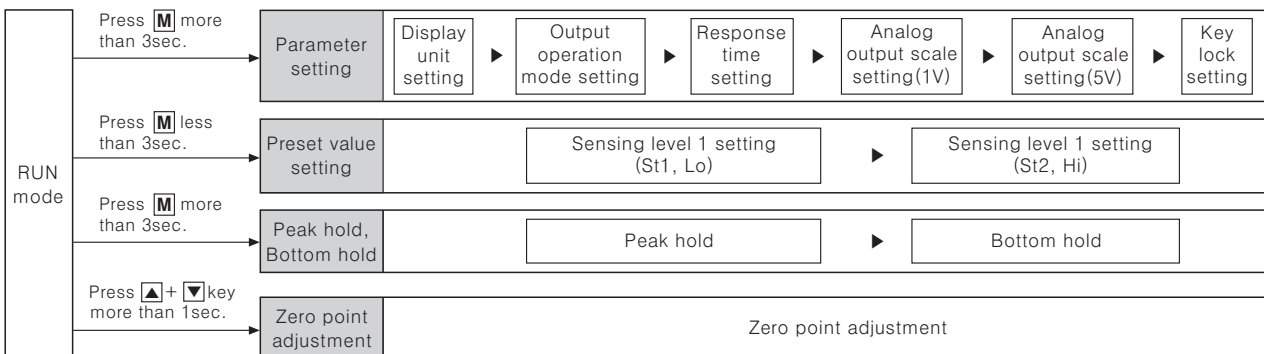 RUN
mode
Press M more
than 3sec.
Parameter
setting
Display
unit
setting
▶
Output
operation
mode setting
▶
Response
time
setting
▶
Analog
output scale
setting(1V)
▶
Analog
output scale
setting(5V)
▶
Key
lock
setting
Press M less
than 3sec.
Preset value
setting
Sensing level 1 setting
(St1, Lo)
▶
Sensing level 1 setting
(St2, Hi)
Press M more
than 3sec.
Peak hold,
Bottom hold
Peak hold
▶
Bottom hold
Press ▲+▼key
more than 1sec.
Zero point
adjustment
Zero point adjustment